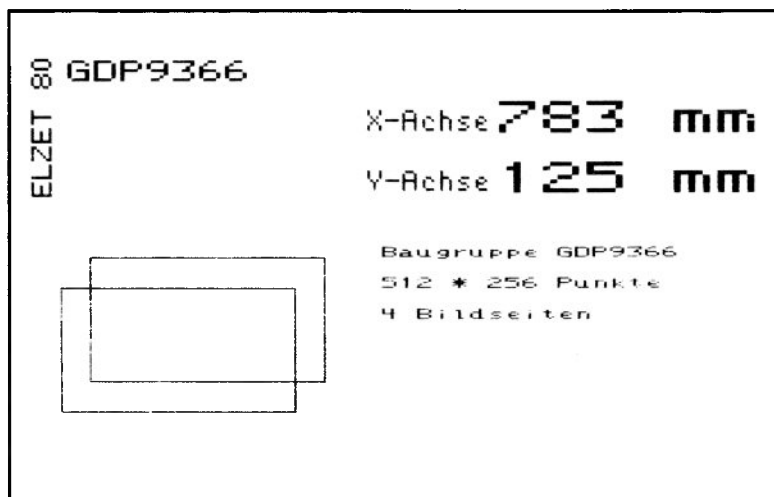 ELZET 80
GDP9366
X-Achse 783 mm
Y-Achse 125 mm
Baugruppe GDP9366
512 * 256 Punkte
4 Bildseiten